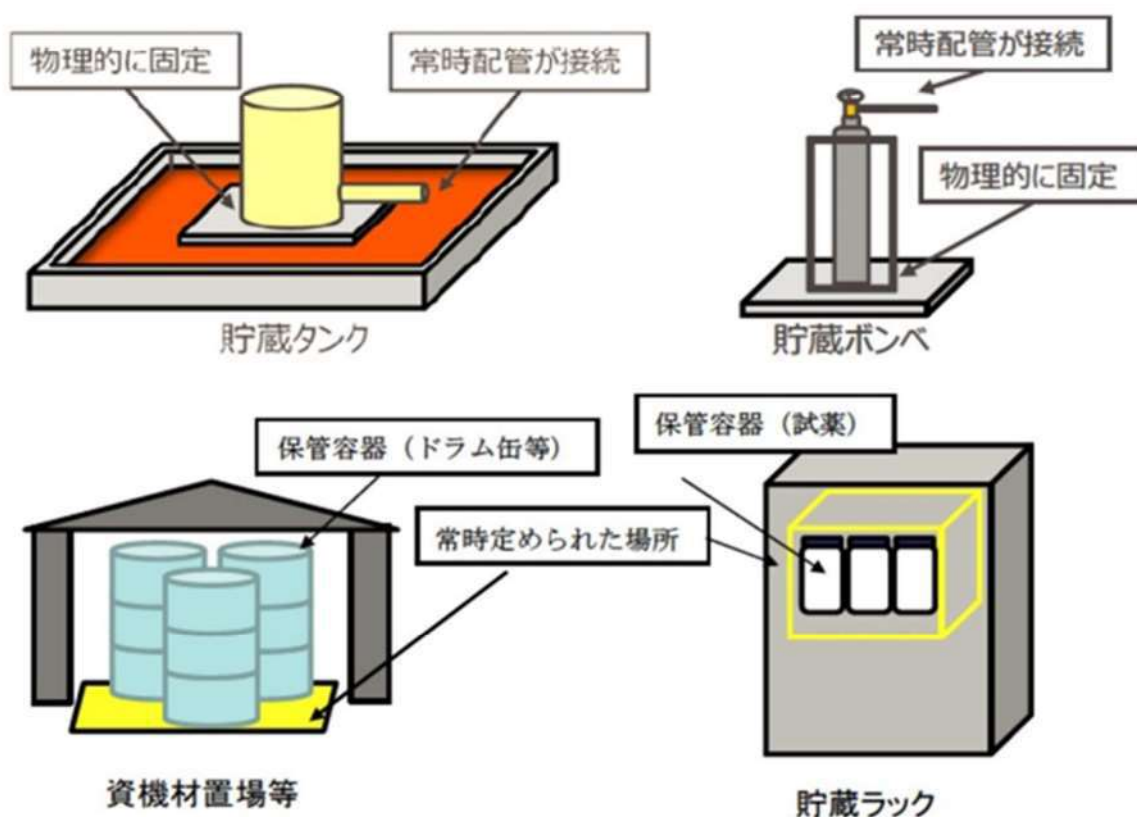 物理的に固定
常時配管が接続
貯蔵タンク
常時配管が接続
物理的に固定
貯蔵ボンベ
保管容器（ドラム缶等）
保管容器（試薬）
常時定められた場所
資機材置場等
貯蔵ラック